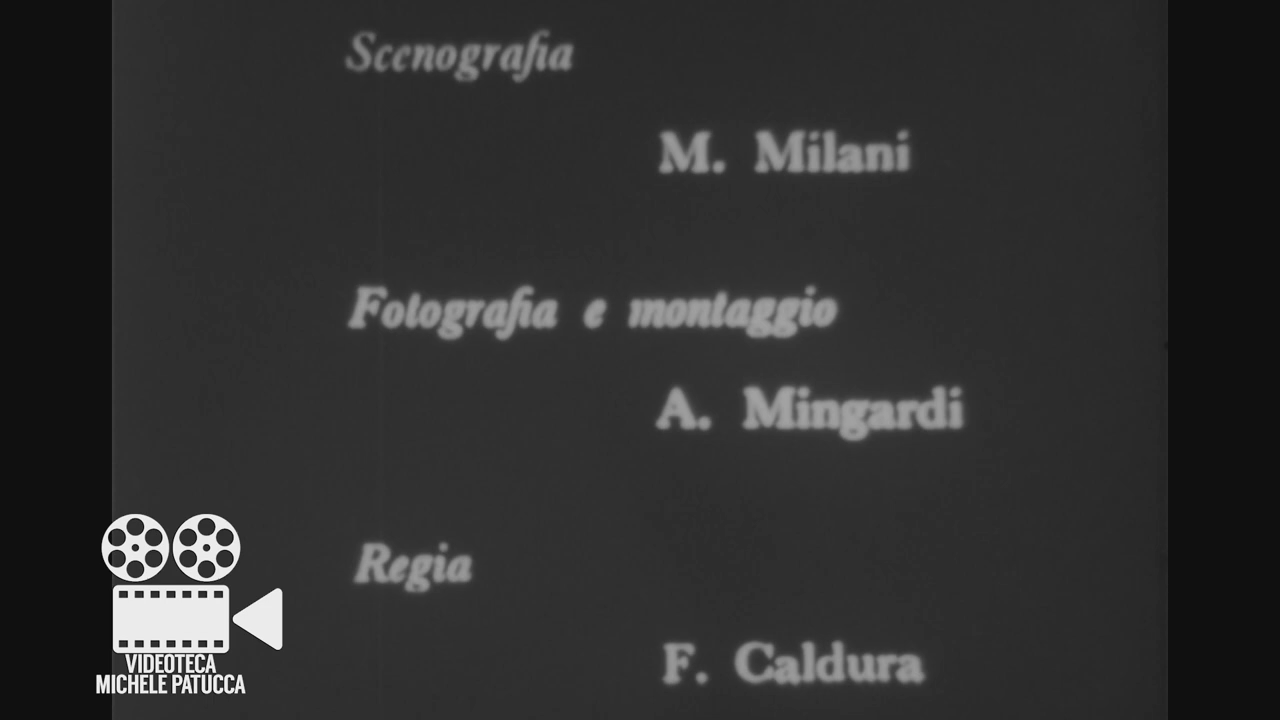 Scenografia
M. Milani
Fotografia e montaggio
A. Mingardi
Regia
F. Caldura
VIDEOTECA
MICHELE PATUCCA